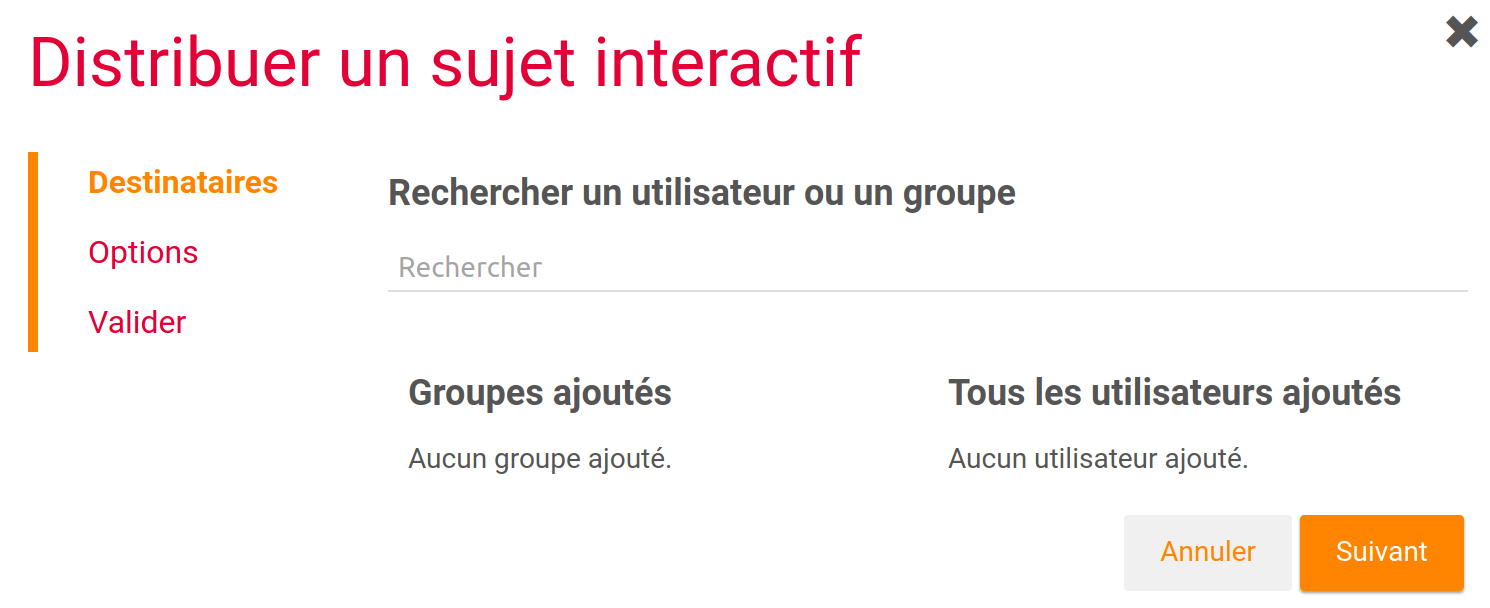 Distribuer un sujet interactif
Destinataires
Options
Valider
Rechercher un utilisateur ou un groupe
Rechercher
Groupes ajoutés
Aucun groupe ajouté.
Tous les utilisateurs ajoutés
Aucun utilisateur ajouté.
Annuler
Suivant